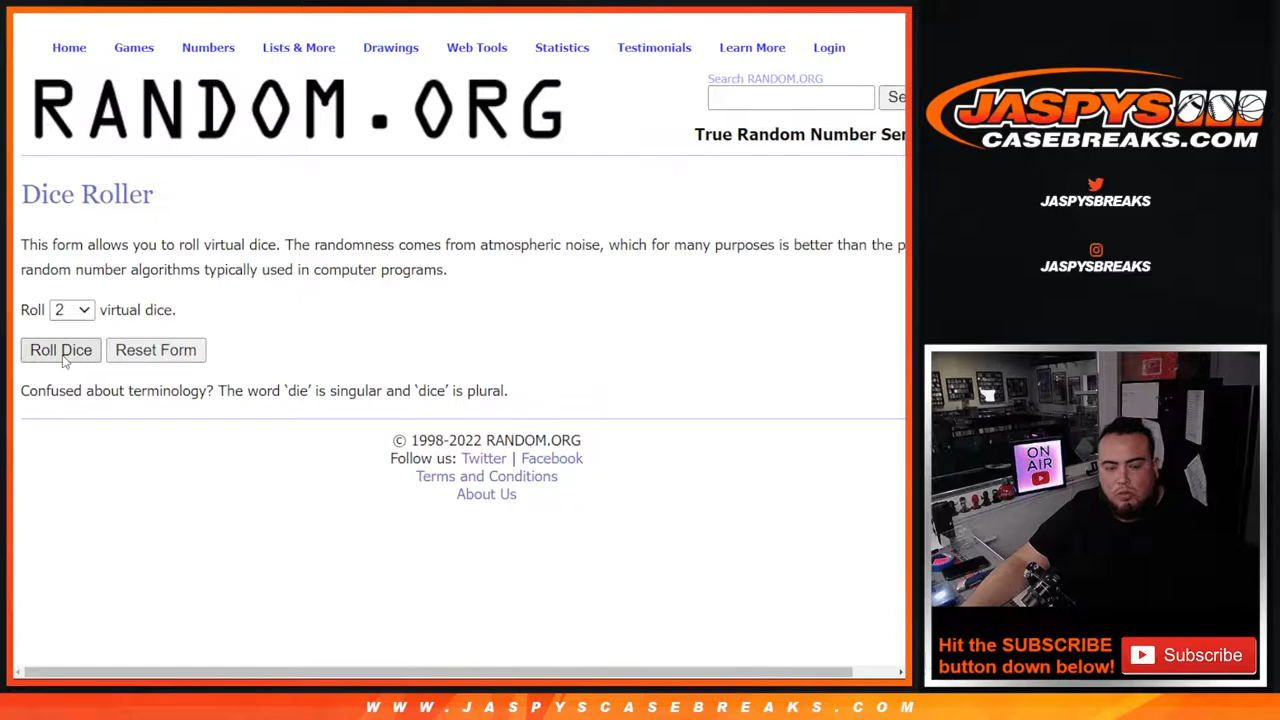 Home Games Numbers Lists & More Drawings Web Tools Statistics Testimonials Learn More Login
RANDOM.ORG
Search RANDOM.ORG
Se
True Random Number Ser
Dice Roller
This form allows you to roll virtual dice. The randomness comes from atmospheric noise, which for many purposes is better than the p
random number algorithms typically used in computer programs.
Roll 2 virtual dice.
Roll Dice Reset Form
Confused about terminology? The word ‘die’ is singular and ‘dice’ is plural.
© 1998-2022 RANDOM.ORG
Follow us: Twitter | Facebook
Terms and Conditions
About Us
JASPYS
CASEBREAKS.COM
JASPYSBREAKS
JASPYSBREAKS
ON
AIR
Hit the SUBSCRIBE
button down below!
Subscribe
WWW.JASPYSCASEBREAKS.COM